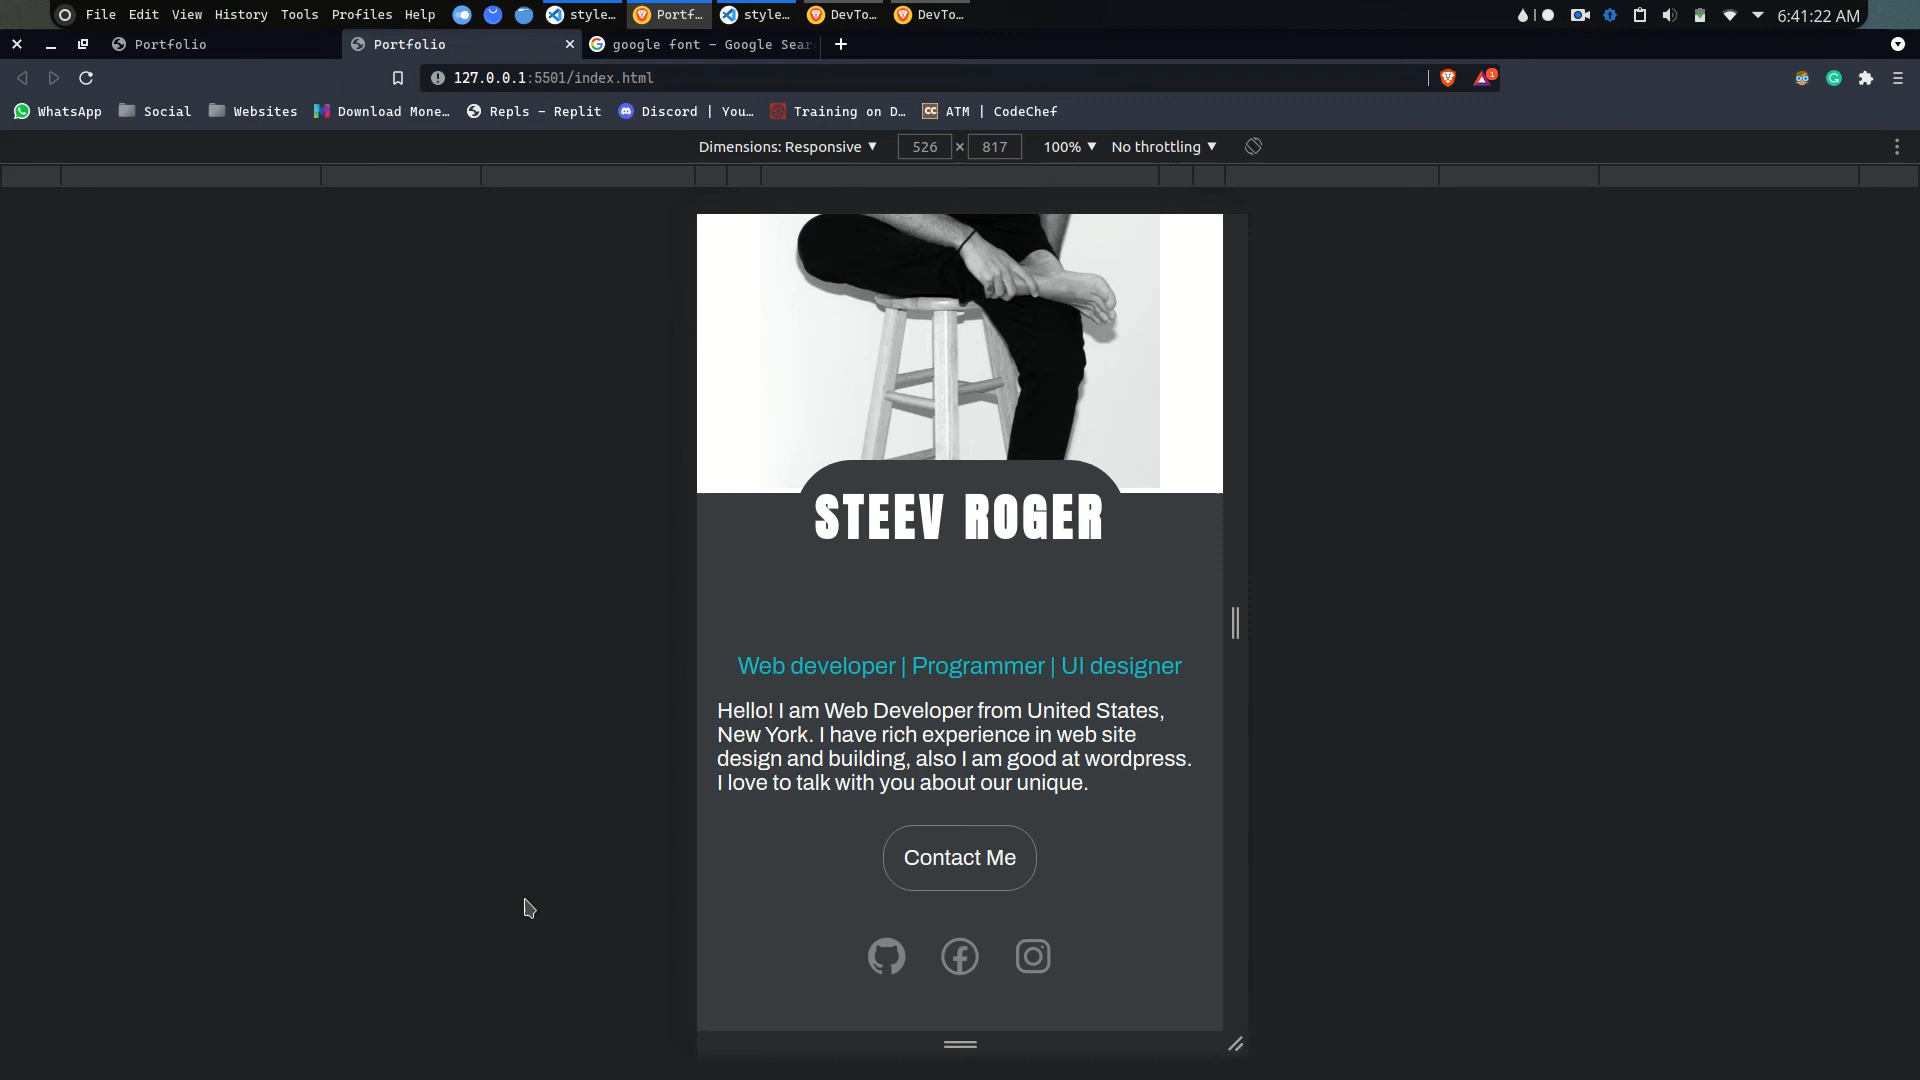 File Edit View History Tools Profiles Help style... Portf... style... DevTo... DevTo... 6:41:22 AM
Portfolio Portfolio google font - Google Sear
127.0.0.1:5501/index.html 1
WhatsApp Social Websites Download Mone... Repls - Replit Discord | You... Training on D... CC ATM | CodeChef
Dimensions: Responsive 526 × 817 100% No throttling
STEEV ROGER
Web developer | Programmer | UI designer
Hello! I am Web Developer from United States,
New York. I have rich experience in web site
design and building, also I am good at wordpress.
I love to talk with you about our unique.
Contact Me